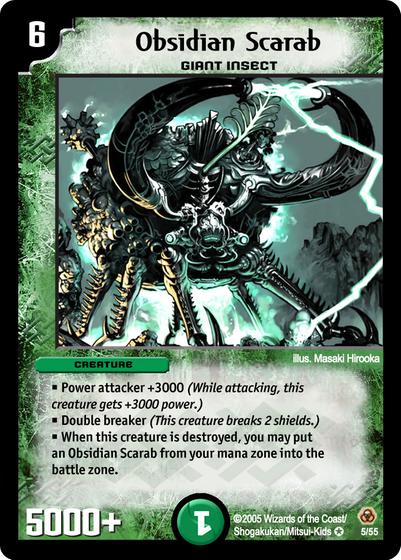 6
Obsidian Scarab
GIANT INSECT
illus. Masaki Hirooka
CREATURE
▪ Power attacker +3000 (While attacking, this
creature gets +3000 power.)
▪ Double breaker (This creature breaks 2 shields.)
▪ When this creature is destroyed, you may put
an Obsidian Scarab from your mana zone into the
battle zone.
5000+
1
©2005 Wizards of the Coast/
Shogakukan/Mitsui-Kids ✪
5/55